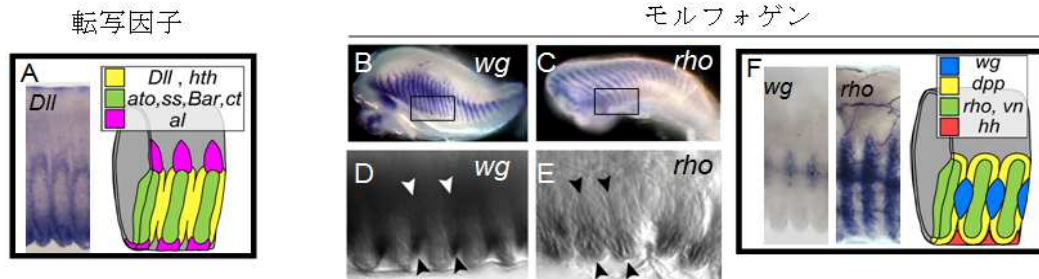 転写因子
モルフォゲン
A
Dll
Dll , hth
ato,ss,Bar,ct
al
B
wg
C
rho
D
wg
E
rho
F
wg
rho
wg
dpp
rho, vn
hh